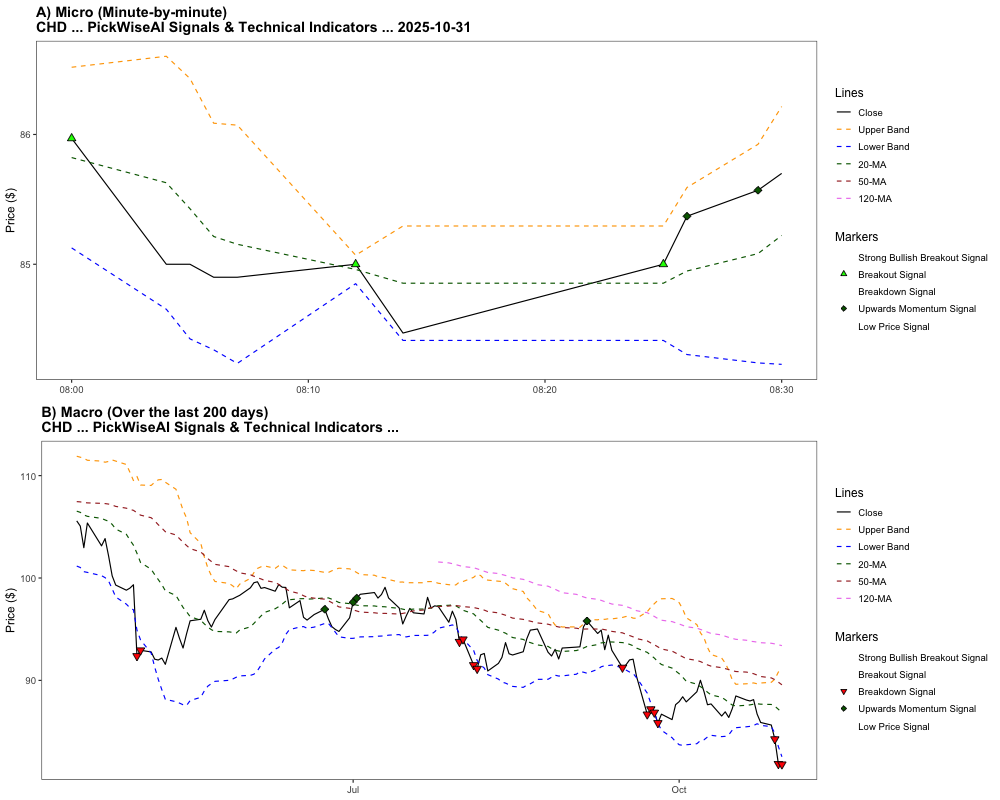 A) Micro (Minute-by-minute)
CHD ... PickWiseAI Signals & Technical Indicators ... 2025-10-31
Price ($)
86
85
08:00
08:10
08:20
08:30
Lines
Close
Upper Band
Lower Band
20-MA
50-MA
120-MA
Markers
Strong Bullish Breakout Signal
Breakout Signal
Breakdown Signal
Upwards Momentum Signal
Low Price Signal
B) Macro (Over the last 200 days)
CHD ... PickWiseAI Signals & Technical Indicators ...
Price ($)
110
100
90
Jul
Oct
Lines
Close
Upper Band
Lower Band
20-MA
50-MA
120-MA
Markers
Strong Bullish Breakout Signal
Breakout Signal
Breakdown Signal
Upwards Momentum Signal
Low Price Signal